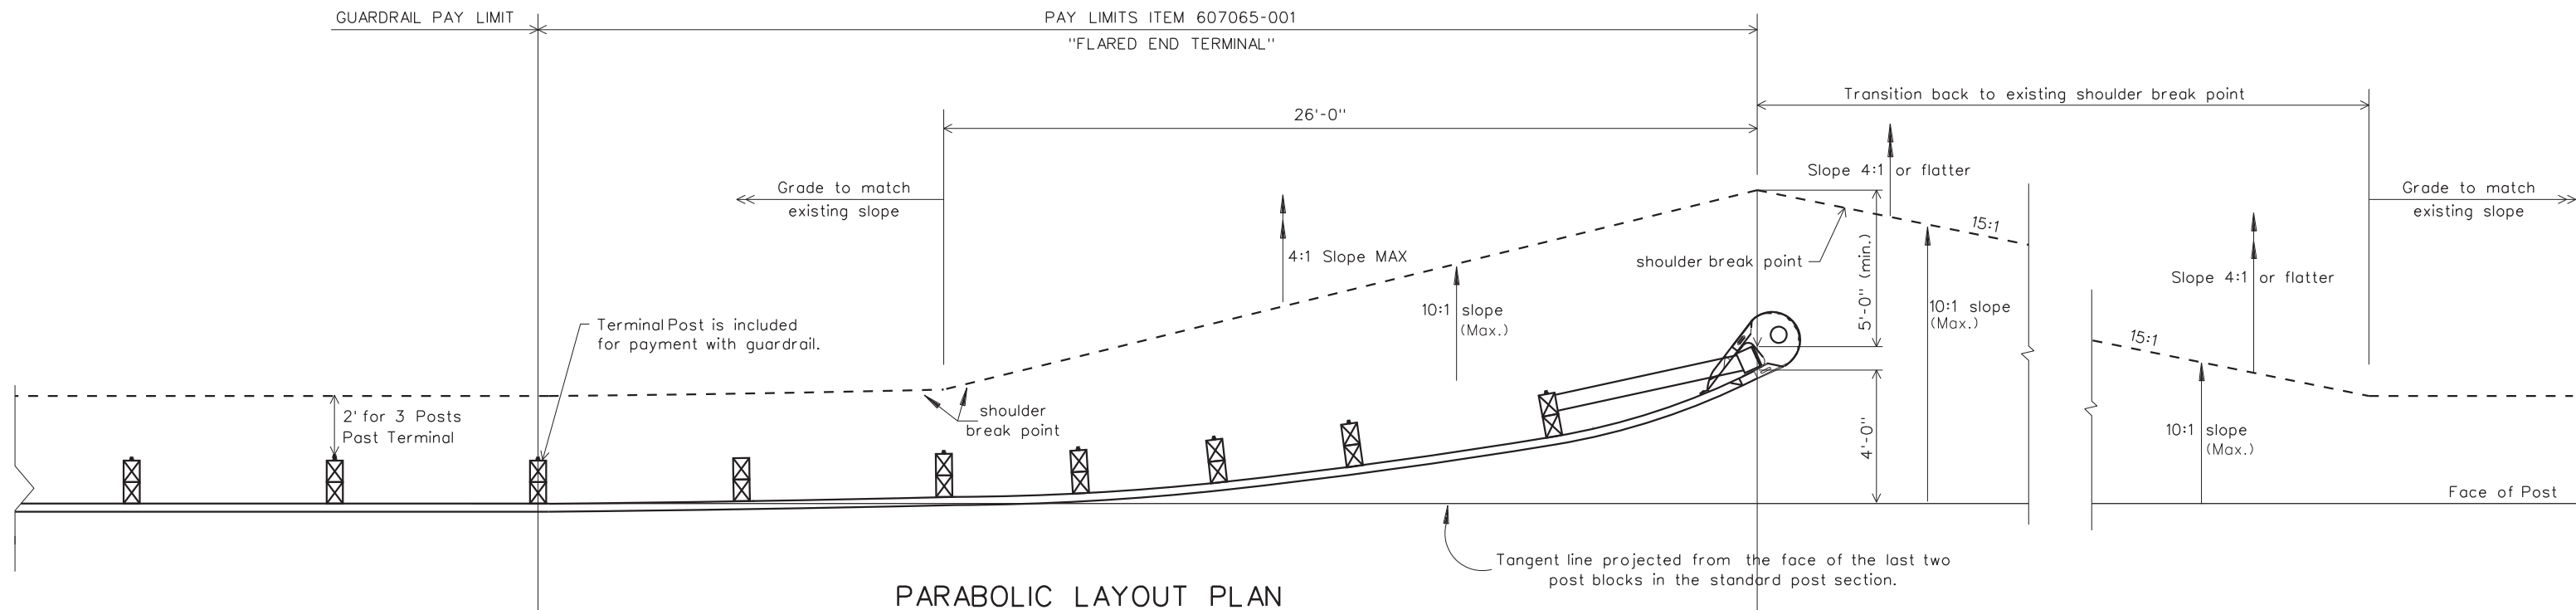 GUARDRAIL PAY LIMIT
PAY LIMITS ITEM 607065-001
"FLARED END TERMINAL"
Transition back to existing shoulder break point
26'-0"
Slope 4:1 or flatter
Grade to match
existing slope
Grade to match
existing slope
15:1
4:1 Slope MAX
shoulder break point
5'-0" (min.)
Slope 4:1 or flatter
10:1 slope
(Max.)
10:1 slope
(Max.)
Terminal Post is included
for payment with guardrail.
15:1
2' for 3 Posts
Past Terminal
shoulder
break point
4'-0"
10:1 slope
(Max.)
Face of Post
Tangent line projected from the face of the last two
post blocks in the standard post section.
PARABOLIC LAYOUT PLAN